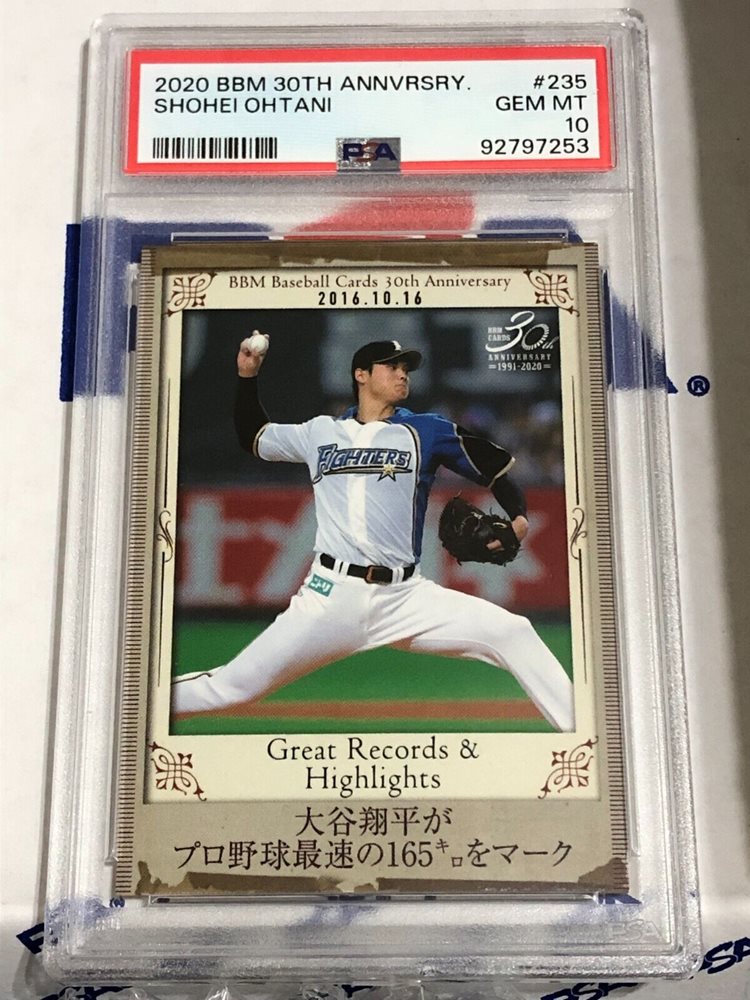 2020 BBM 30TH ANNVRSRY. #235
SHOHEI OHTANI GEM MT
10
PSA 92797253
BBM Baseball Cards 30th Anniversary
2016.10.16
BBM CARDS 30th
ANNIVERSARY
1991-2020
FIGHTERS
Great Records &
Highlights
大谷翔平が
プロ野球最速の165㌔をマーク
®
PSA